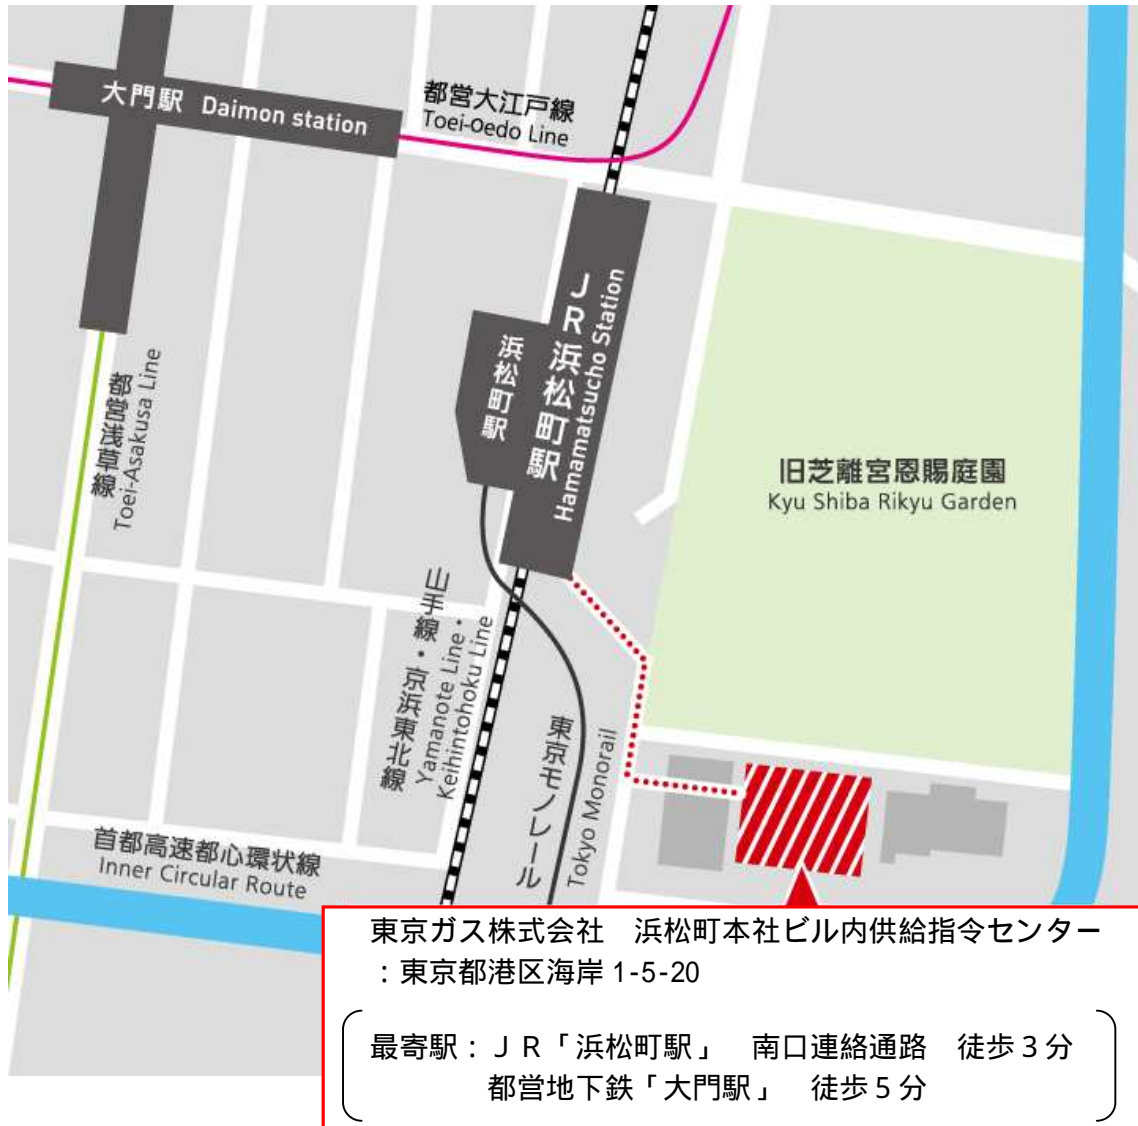 大門駅 Daimon station
都営大江戸線
Toei-Oedo Line
JR浜松町駅
Hamamatsucho Station
浜松町駅
都営浅草線
Toei-Asakusa Line
旧芝離宮恩賜庭園
Kyu Shiba Rikyu Garden
山手線・京浜東北線
Yamanote Line・
Keihintohoku Line
東京モノレール
Tokyo Monorail
首都高速都心環状線
Inner Circular Route
東京ガス株式会社　浜松町本社ビル内供給指令センター
：東京都港区海岸 1-5-20
最寄駅：ＪＲ「浜松町駅」　南口連絡通路　徒歩３分
都営地下鉄「大門駅」　徒歩５分